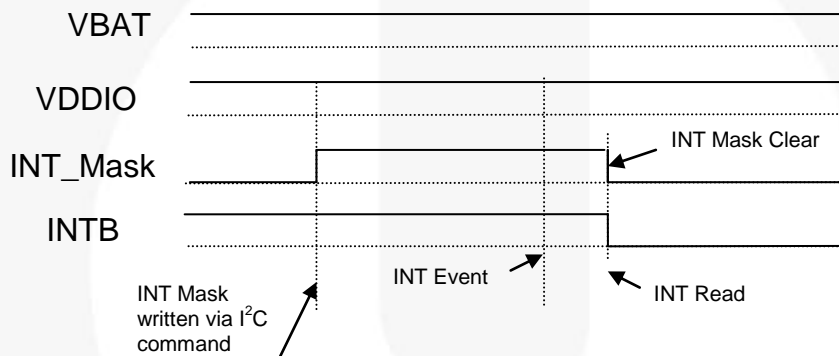 VBAT
VDDIO
INT_Mask
INT Mask Clear
INTB
INT Event
INT Read
INT Mask
written via I²C
command